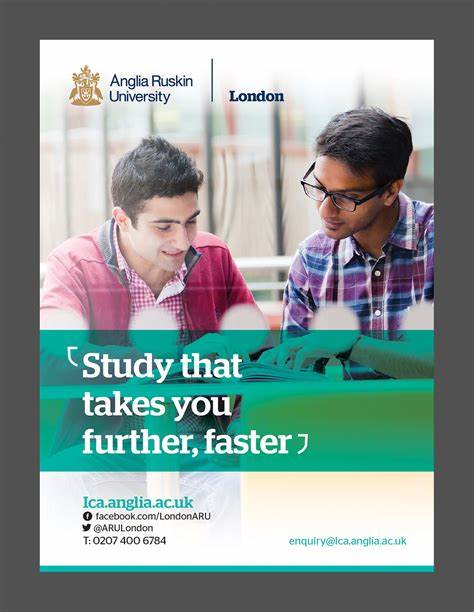 Anglia Ruskin
University
London
Study that
takes you
further, faster
lca.anglia.ac.uk
facebook.com/LondonARU
@ARULondon
T: 0207 400 6784
enquiry@lca.anglia.ac.uk